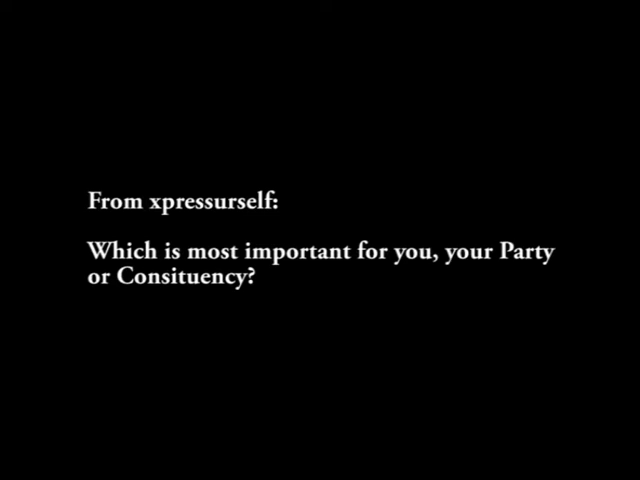 From xpressurself:
Which is most important for you, your Party
or Consituency?